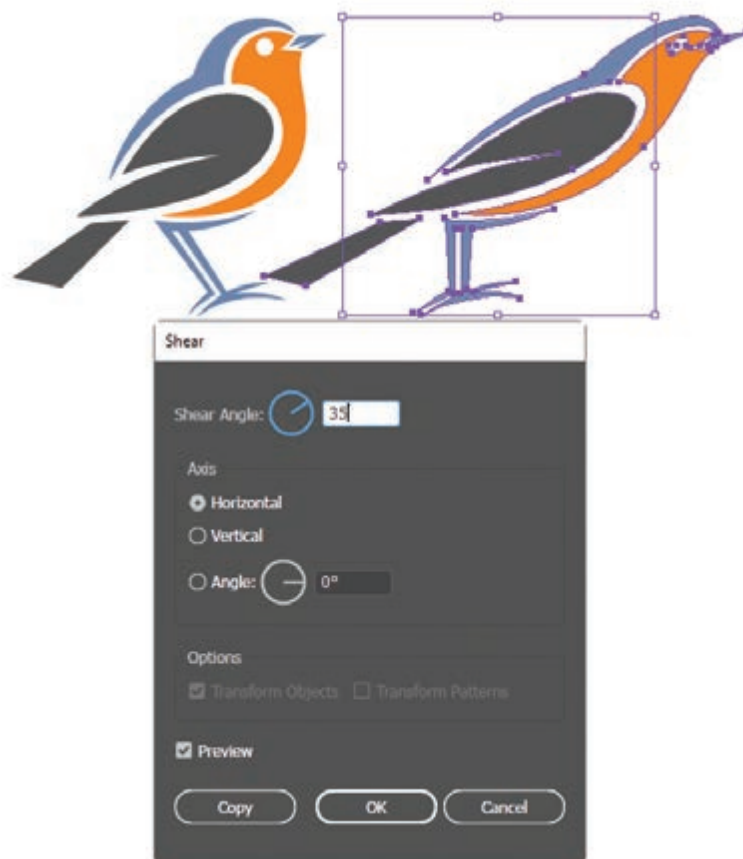 Shear
Shear Angle: 35
Axis
Horizontal
Vertical
Angle: 0°
Options
Transform Objects Transform Patterns
Preview
Copy OK Cancel